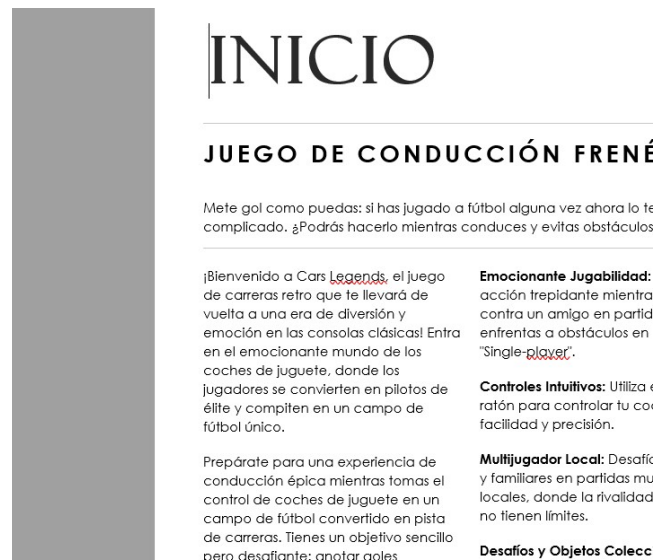 INICIO
JUEGO DE CONDUCCIÓN FRENÉ
Mete gol como puedas: si has jugado a fútbol alguna vez ahora lo te
complicado. ¿Podrás hacerlo mientras conduces y evitas obstáculos
¡Bienvenido a Cars Legends, el juego
de carreras retro que te llevará de
vuelta a una era de diversión y
emoción en las consolas clásicas! Entra
en el emocionante mundo de los
coches de juguete, donde los
jugadores se convierten en pilotos de
élite y compiten en un campo de
fútbol único.
Prepárate para una experiencia de
conducción épica mientras tomas el
control de coches de juguete en un
campo de fútbol convertido en pista
de carreras. Tienes un objetivo sencillo
pero desafiante: anotar goles
Emocionante Jugabilidad:
acción trepidante mientra
contra un amigo en partid
enfrentas a obstáculos en
"Single-player".
Controles Intuitivos: Utiliza e
ratón para controlar tu coc
facilidad y precisión.
Multijugador Local: Desafíc
y familiares en partidas mu
locales, donde la rivalidad
no tienen límites.
Desafíos y Objetos Colecc